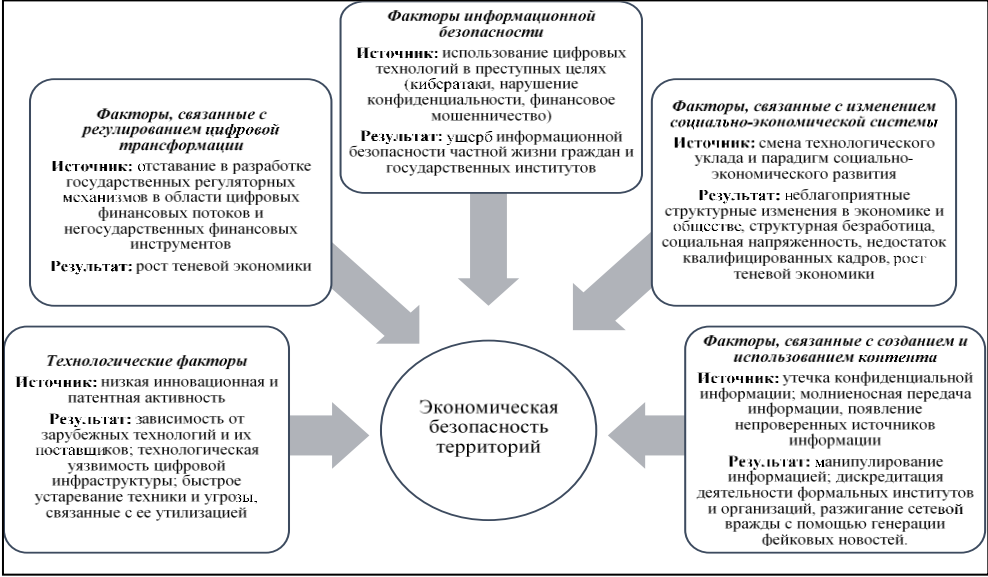 Факторы информационной
безопасности
Источник: использование цифровых
технологий в преступных целях
(кибератаки, нарушение
конфиденциальности, финансовое
мошенничество)
Результат: ущерб информационной
безопасности частной жизни граждан и
государственных институтов
Факторы, связанные с
регулированием цифровой
трансформации
Источник: отставание в разработке
государственных регуляторных
механизмов в области цифровых
финансовых потоков и
негосударственных финансовых
инструментов
Результат: рост теневой экономики
Факторы, связанные с изменением
социально-экономической системы
Источник: смена технологического
уклада и парадигм социально-
экономического развития
Результат: неблагоприятные
структурные изменения в экономике и
обществе, структурная безработица,
социальная напряженность, недостаток
квалифицированных кадров, рост
теневой экономики
Технологические факторы
Источник: низкая инновационная и
патентная активность
Результат: зависимость от
зарубежных технологий и их
поставщиков; технологическая
уязвимость цифровой
инфраструктуры; быстрое
устаревание техники и угрозы,
связанные с ее утилизацией
Экономическая
безопасность
территорий
Факторы, связанные с созданием и
использованием контента
Источник: утечка конфиденциальной
информации; молниеносная передача
информации, появление
непроверенных источников
информации
Результат: манипулирование
информацией; дискредитация
деятельности формальных институтов
и организаций, разжигание сетевой
вражды с помощью генерации
фейковых новостей.